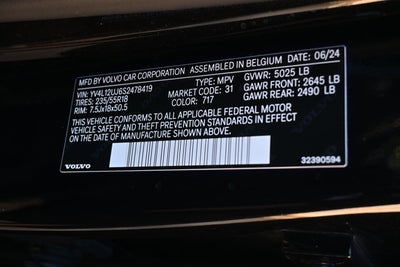 MFD BY VOLVO CAR CORPORATION ASSEMBLED IN BELGIUM 06/24
VIN: YV4L12UJ6S2478419 TYPE: MPV GVWR: 5025 LB
TIRES: 235/55R18 MARKET CODE: 31 GAWR FRONT: 2645 LB
RIM: 7.5Jx18x50.5 COLOR: 717 GAWR REAR: 2490 LB
THIS VEHICLE CONFORMS TO ALL APPLICABLE FEDERAL MOTOR
VEHICLE SAFETY AND THEFT PREVENTION STANDARDS IN EFFECT
ON THE DATE OF MANUFACTURE SHOWN ABOVE.
VOLVO 32390594